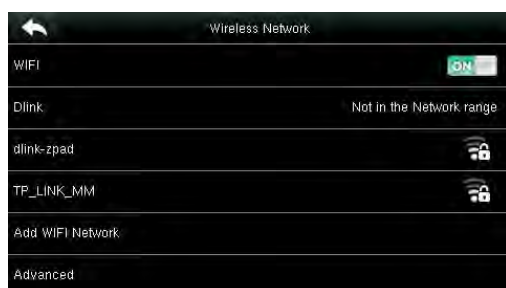 Wireless Network
WIFI
ON
Dlink
Not in the Network range
dlink-zpad
TP_LINK_MM
Add WIFI Network
Advanced